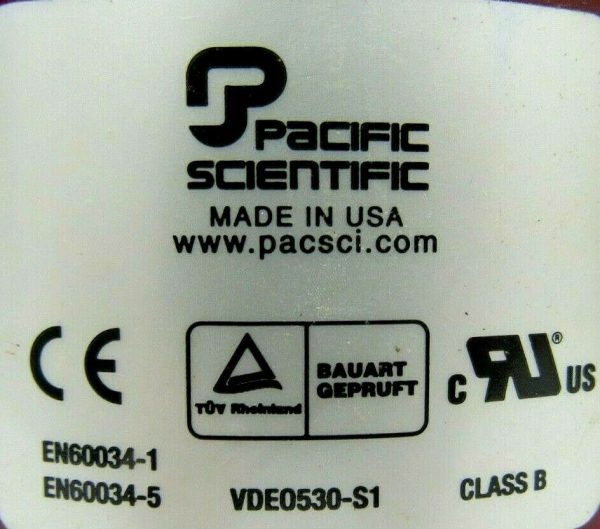 PACIFIC
SCIENTIFIC
MADE IN USA
www.pacsci.com
CE
TÜV Rheinland
BAUART
GEPRUFT
C RU ® US
EN60034-1
EN60034-5
VDE0530-S1
CLASS B